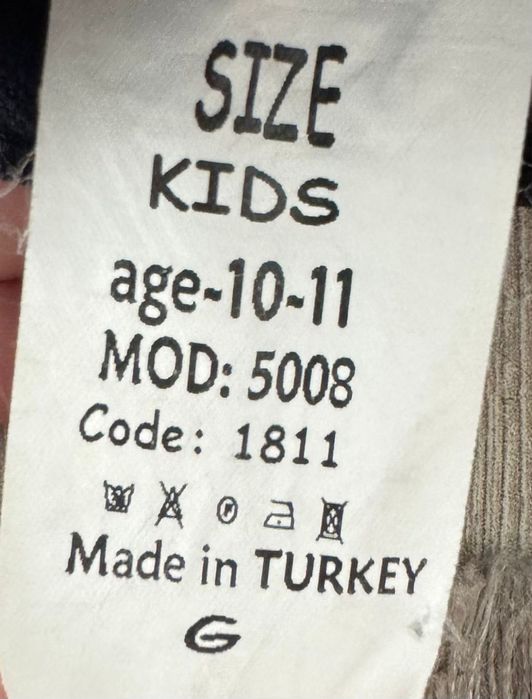 SIZE
KIDS
age-10-11
MOD: 5008
Code: 1811
Made in TURKEY
G